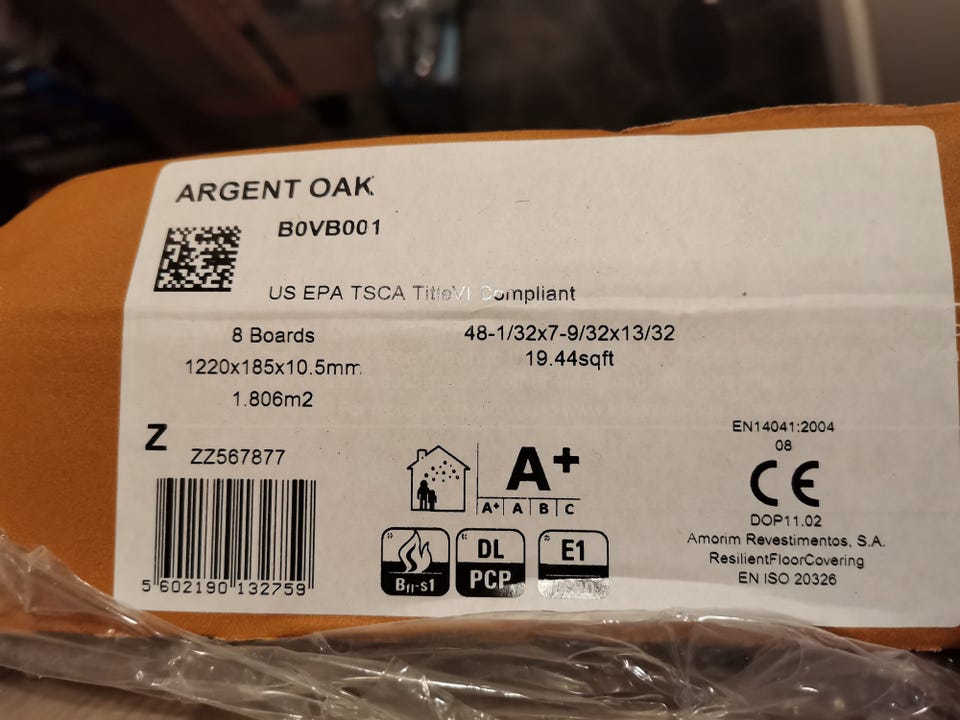 ARGENT OAK
B0VB001
US EPA TSCA TitleVI Compliant
8 Boards
48-1/32x7-9/32x13/32
1220x185x10.5mm
19.44sqft
1.806m2
Z
ZZ567877
5 602190 132759
A+
A+ A B C
Bfl-s1
DL
PCP
E1
EN14041:2004
08
CE
DOP11.02
Amorim Revestimentos, S.A.
ResilientFloorCovering
EN ISO 20326